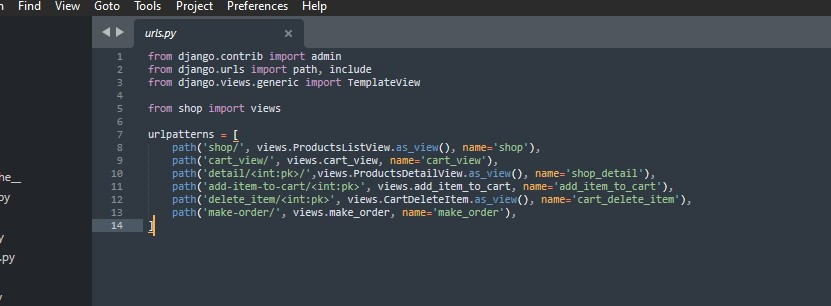 Find View Goto Tools Project Preferences Help
urls.py ×
1 from django.contrib import admin
2 from django.urls import path, include
3 from django.views.generic import TemplateView
4
5 from shop import views
6
7 urlpatterns = [
8 path('shop/', views.ProductsListView.as_view(), name='shop'),
9 path('cart_view/', views.cart_view, name='cart_view'),
10 path('detail/<int:pk>/',views.ProductsDetailView.as_view(), name='shop_detail'),
11 path('add-item-to-cart/<int:pk>', views.add_item_to_cart, name='add_item_to_cart'),
12 path('delete_item/<int:pk>', views.CartDeleteItem.as_view(), name='cart_delete_item'),
13 path('make-order/', views.make_order, name='make_order'),
14 ]
he__
py
y
.py